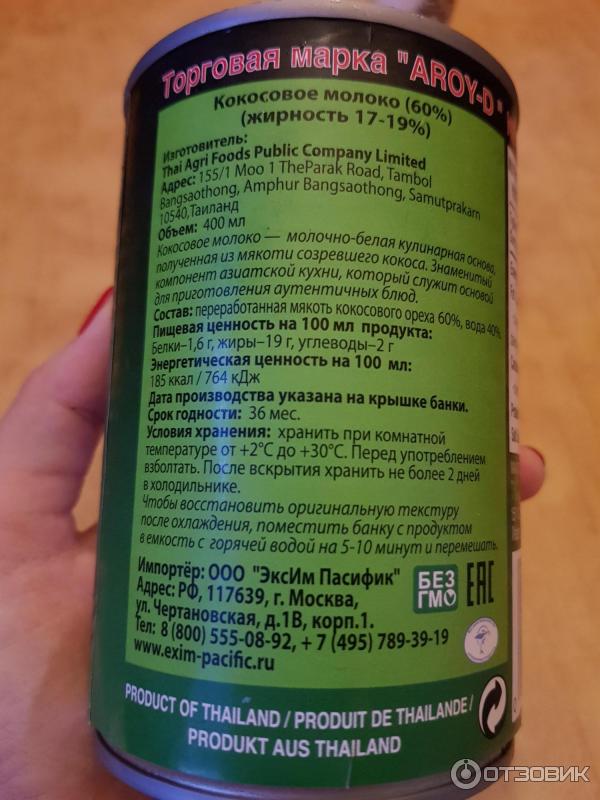 Торговая марка "AROY-D"
Кокосовое молоко (60%)
(жирность 17-19%)
Изготовитель:
Thai Agri Foods Public Company Limited
Адрес: 155/1 Moo 1 TheParak Road, Tambol
Bangsaothong, Amphur Bangsaothong, Samutprakarn
10540,Таиланд
Объем: 400 мл
Кокосовое молоко — молочно-белая кулинарная основа,
полученная из мякоти созревшего кокоса. Знаменитый
компонент азиатской кухни, который служит основой
для приготовления аутентичных блюд.
Состав: переработанная мякоть кокосового ореха 60%, вода 40%.
Пищевая ценность на 100 мл продукта:
Белки–1,6 г, жиры–19 г, углеводы–2 г
Энергетическая ценность на 100 мл:
185 ккал / 764 кДж
Дата производства указана на крышке банки.
Срок годности: 36 мес.
Условия хранения: хранить при комнатной
температуре от +2°С до +30°С. Перед употреблением
взболтать. После вскрытия хранить не более 2 дней
в холодильнике.
Чтобы восстановить оригинальную текстуру
после охлаждения, поместить банку с продуктом
в емкость с горячей водой на 5-10 минут и перемешать.
Импортёр: ООО "ЭксИм Пасифик"
Адрес: РФ, 117639, г. Москва,
ул. Чертановская, д.1В, корп.1.
Тел: 8 (800) 555-08-92, + 7 (495) 789-39-19
www.exim-pacific.ru
БЕЗ
ГМО
ЕАС
PRODUCT OF THAILAND / PRODUIT DE THAILANDE /
PRODUKT AUS THAILAND
ОТЗОВИК